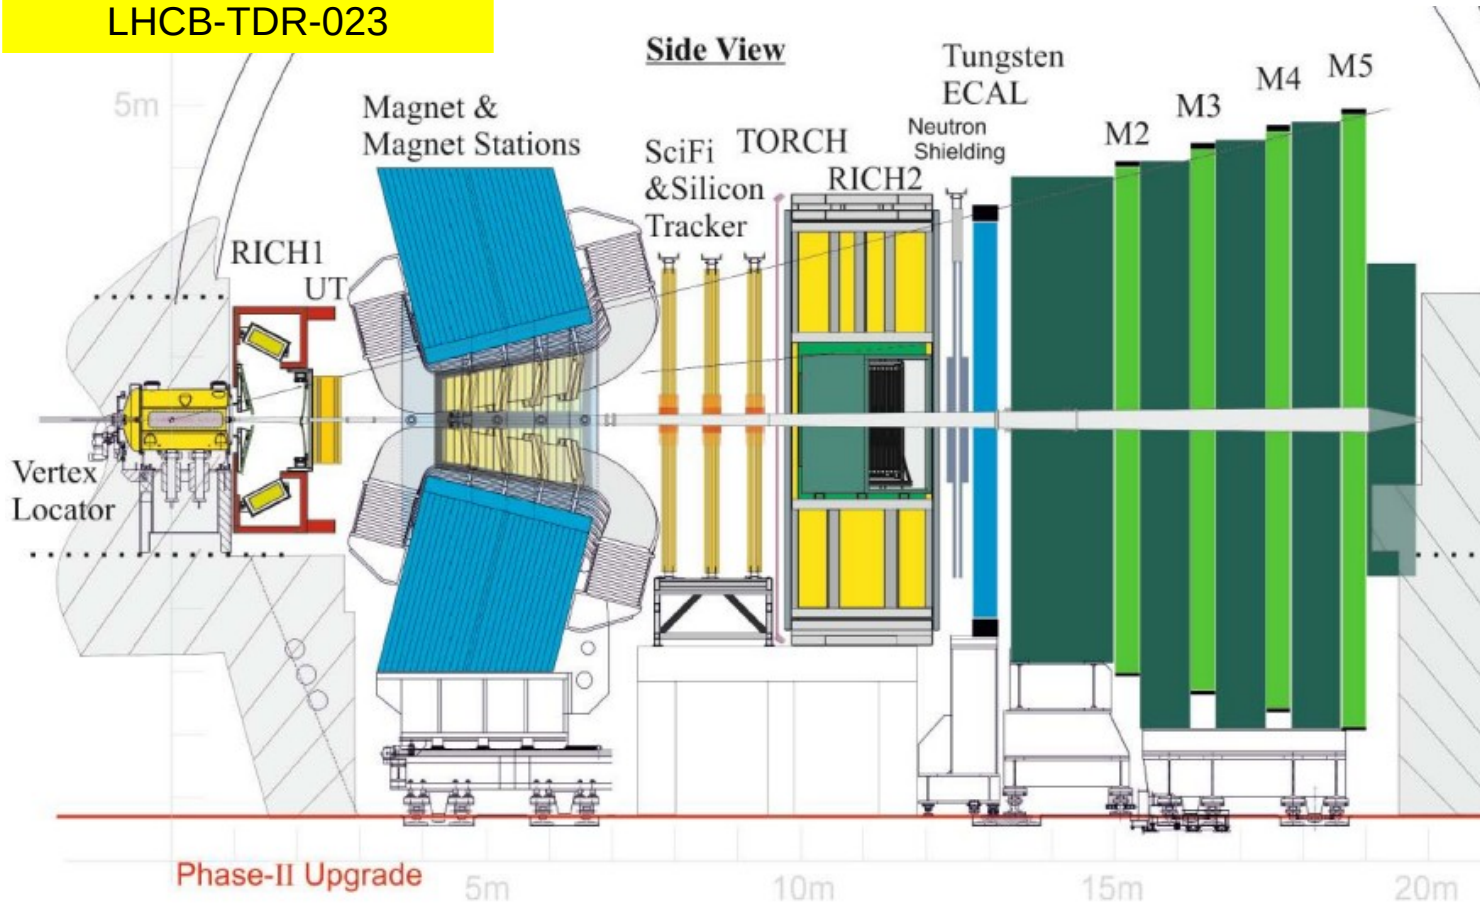 LHCB-TDR-023
Side View
Tungsten
ECAL
Neutron
Shielding
M2
M3
M4
M5
5m
Magnet &
Magnet Stations
SciFi
&Silicon
Tracker
TORCH
RICH2
RICH1
UT
Vertex
Locator
Phase-II Upgrade
5m
10m
15m
20m